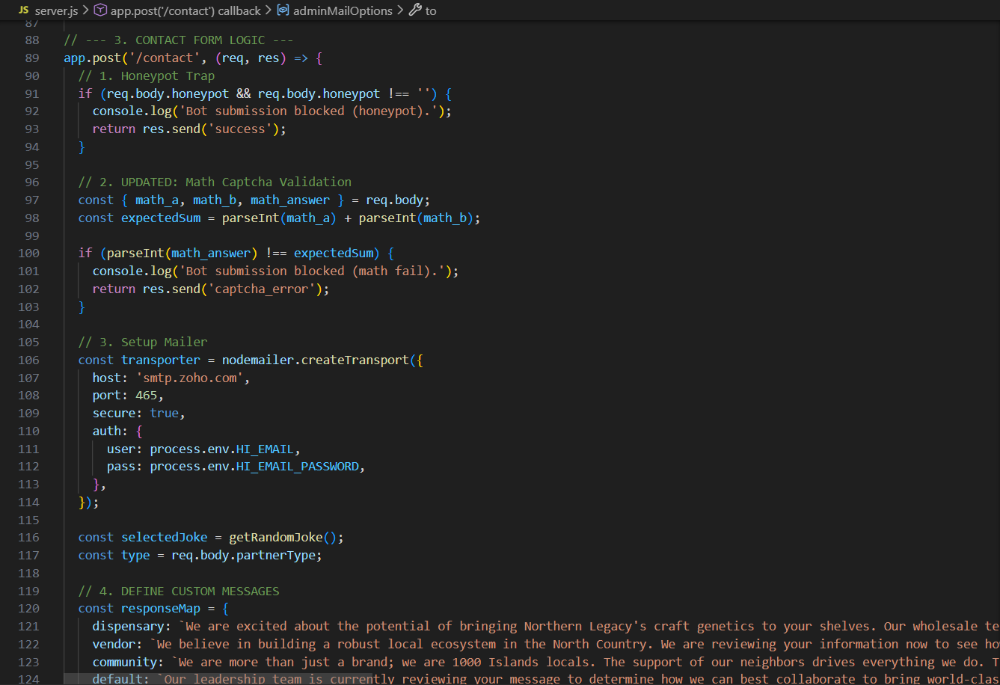 JS server.js > app.post('/contact') callback > adminMailOptions > to
87
88 // --- 3. CONTACT FORM LOGIC ---
89 app.post('/contact', (req, res) => {
90 // 1. Honeypot Trap
91 if (req.body.honeypot && req.body.honeypot !== '') {
92 console.log('Bot submission blocked (honeypot).');
93 return res.send('success');
94 }
95
96 // 2. UPDATED: Math Captcha Validation
97 const { math_a, math_b, math_answer } = req.body;
98 const expectedSum = parseInt(math_a) + parseInt(math_b);
99
100 if (parseInt(math_answer) !== expectedSum) {
101 console.log('Bot submission blocked (math fail).');
102 return res.send('captcha_error');
103 }
104
105 // 3. Setup Mailer
106 const transporter = nodemailer.createTransport({
107 host: 'smtp.zoho.com',
108 port: 465,
109 secure: true,
110 auth: {
111 user: process.env.HI_EMAIL,
112 pass: process.env.HI_EMAIL_PASSWORD,
113 },
114 });
115
116 const selectedJoke = getRandomJoke();
117 const type = req.body.partnerType;
118
119 // 4. DEFINE CUSTOM MESSAGES
120 const responseMap = {
121 dispensary: `We are excited about the potential of bringing Northern Legacy's craft genetics to your shelves. Our wholesale te
122 vendor: `We believe in building a robust local ecosystem in the North Country. We are reviewing your information now to see ho
123 community: `We are more than just a brand; we are 1000 Islands locals. The support of our neighbors drives everything we do. T
124 default: `Our leadership team is currently reviewing your message to determine how we can best collaborate to bring world-clas